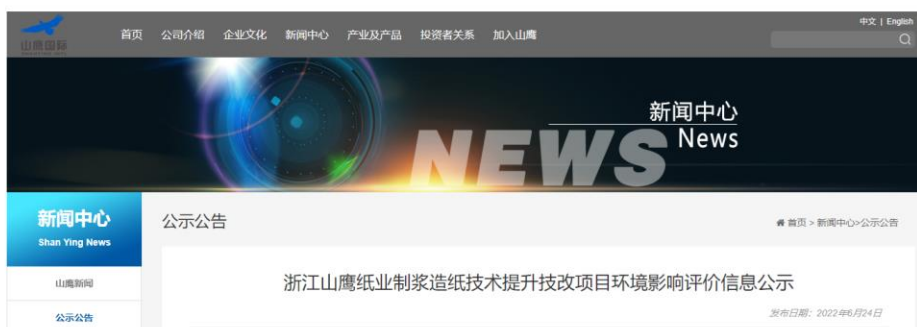 中文 | English
山鹰国际
首页 公司介绍 企业文化 新闻中心 产业及产品 投资者关系 加入山鹰
新闻中心
NEWS News
新闻中心
Shan Ying News
公示公告
首页 > 新闻中心>公示公告
山鹰新闻
公示公告
浙江山鹰纸业制浆造纸技术提升技改项目环境影响评价信息公示
发布日期：2022年6月24日